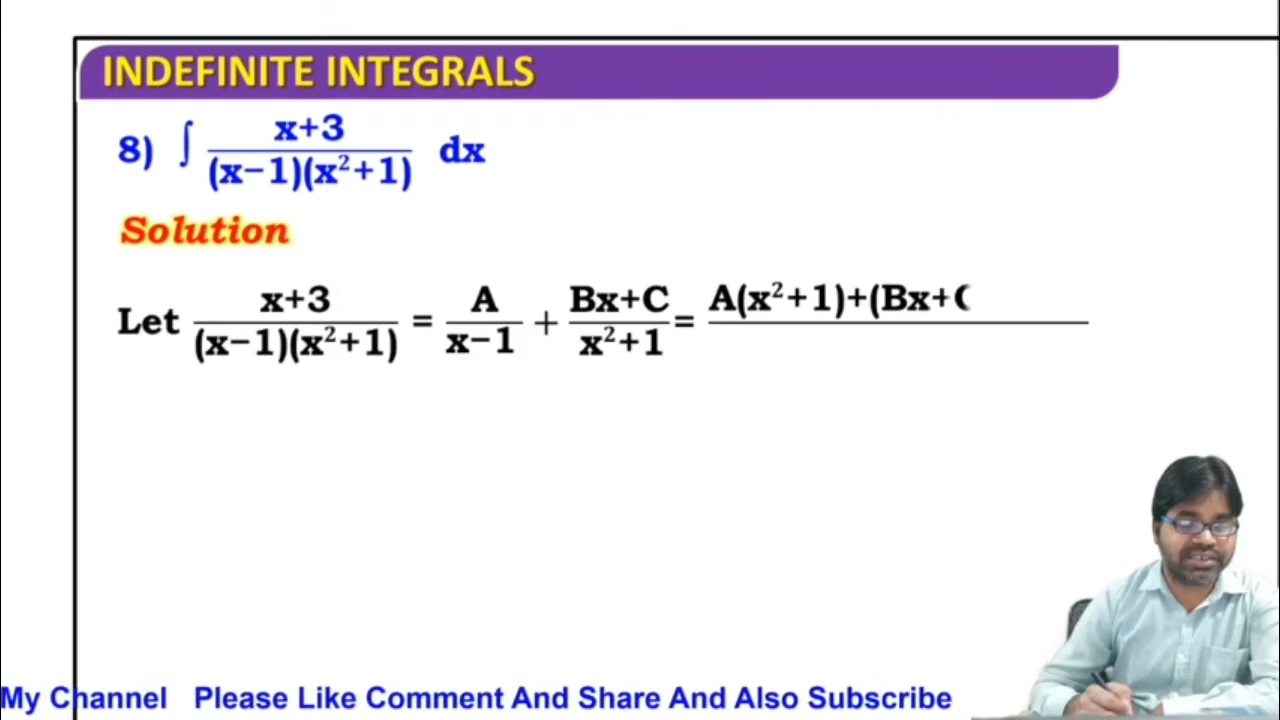 INDEFINITE INTEGRALS
8) ∫ x+3 / (x−1)(x²+1) dx
Solution
Let x+3 / (x−1)(x²+1) = A / x−1 + Bx+C / x²+1 = A(x²+1)+(Bx+
My Channel Please Like Comment And Share And Also Subscribe